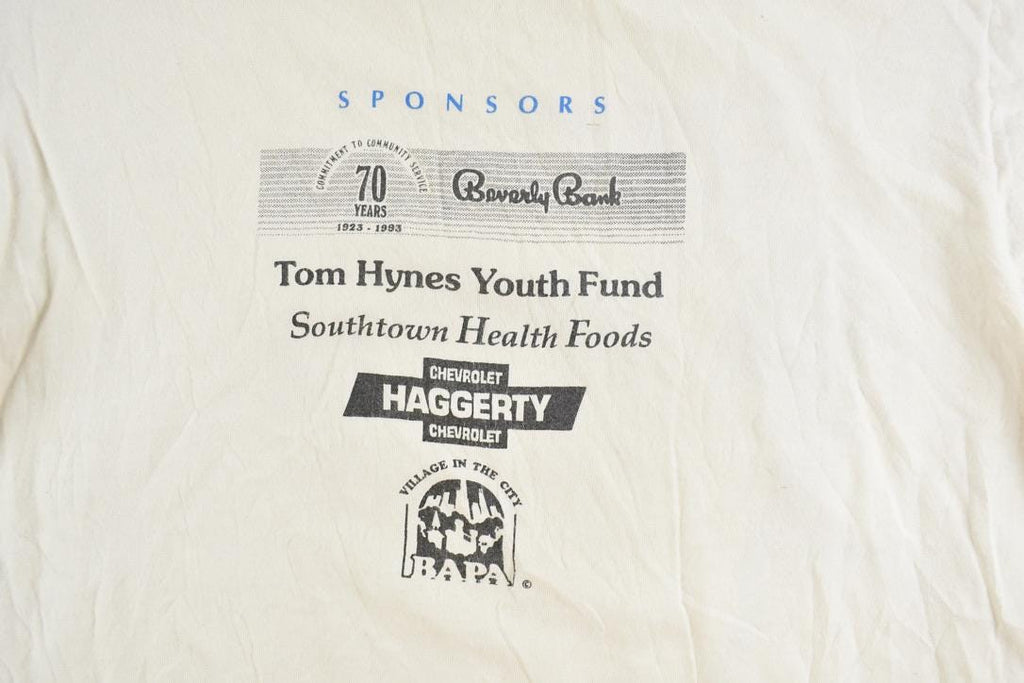 SPONSORS
COMMITMENT TO COMMUNITY SERVICE
70
YEARS
1923 - 1993
Beverly Bank
Tom Hynes Youth Fund
Southtown Health Foods
CHEVROLET
HAGGERTY
CHEVROLET
VILLAGE IN THE CITY
BAPA
©